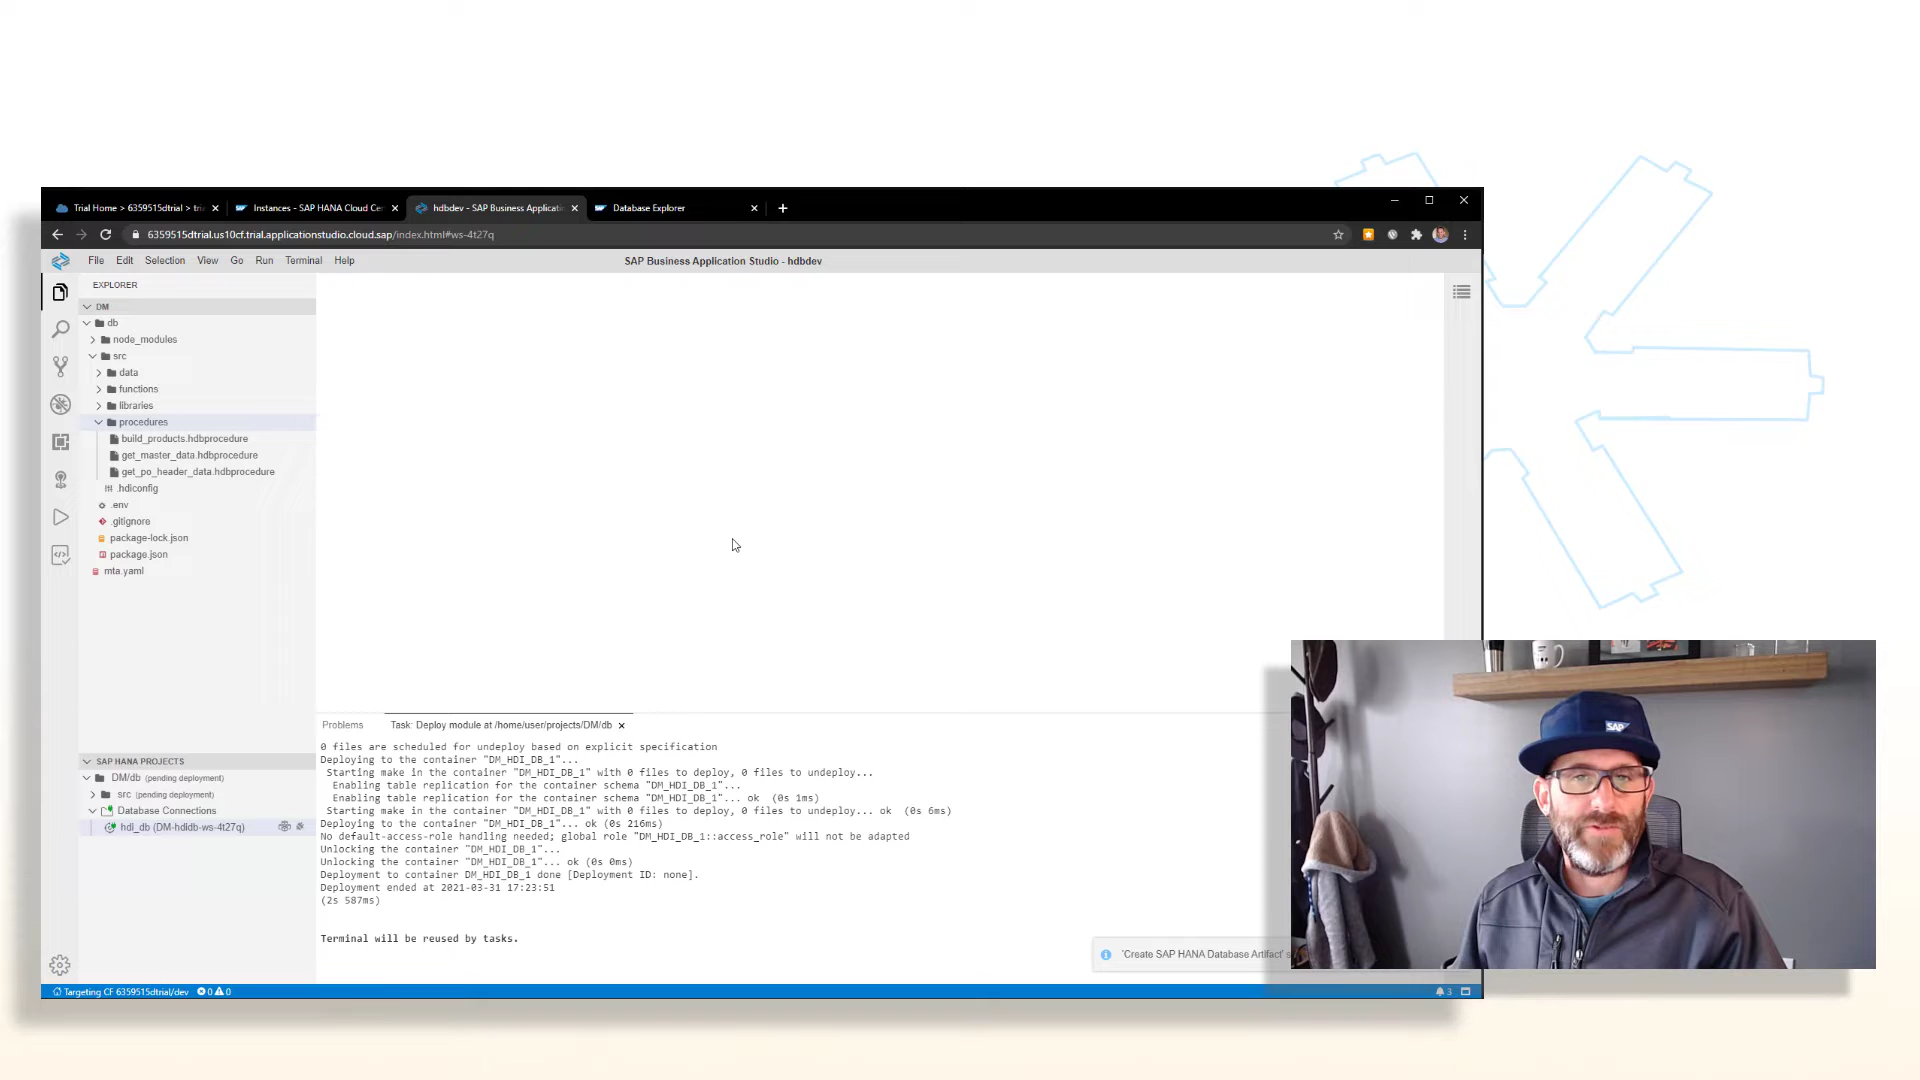 Trial Home > 6359515dtrial > tri
Instances - SAP HANA Cloud Ce
hdbdev - SAP Business Applicati
Database Explorer
6359515dtrial.us10cf.trial.applicationstudio.cloud.sap/index.html#ws-4t27q
File Edit Selection View Go Run Terminal Help
SAP Business Application Studio - hdbdev
EXPLORER
DM
db
node_modules
src
data
functions
libraries
procedures
build_products.hdbprocedure
get_master_data.hdbprocedure
get_po_header_data.hdbprocedure
.hdiconfig
.env
.gitignore
package-lock.json
package.json
mta.yaml
SAP HANA PROJECTS
DM/db (pending deployment)
src (pending deployment)
Database Connections
hdi_db (DM-hdidb-ws-4t27q)
Problems Task: Deploy module at /home/user/projects/DM/db
0 files are scheduled for undeploy based on explicit specification
Deploying to the container "DM_HDI_DB_1"...
Starting make in the container "DM_HDI_DB_1" with 0 files to deploy, 0 files to undeploy...
Enabling table replication for the container schema "DM_HDI_DB_1"...
Enabling table replication for the container schema "DM_HDI_DB_1"... ok (0s 1ms)
Starting make in the container "DM_HDI_DB_1" with 0 files to deploy, 0 files to undeploy... ok (0s 6ms)
Deploying to the container "DM_HDI_DB_1"... ok (0s 216ms)
No default-access-role handling needed; global role "DM_HDI_DB_1::access_role" will not be adapted
Unlocking the container "DM_HDI_DB_1"...
Unlocking the container "DM_HDI_DB_1"... ok (0s 0ms)
Deployment to container DM_HDI_DB_1 done [Deployment ID: none].
Deployment ended at 2021-03-31 17:23:51
(2s 587ms)
Terminal will be reused by tasks.
'Create SAP HANA Database Artifact' s
Targeting CF 6359515dtrial/dev 0 0
3
SAP